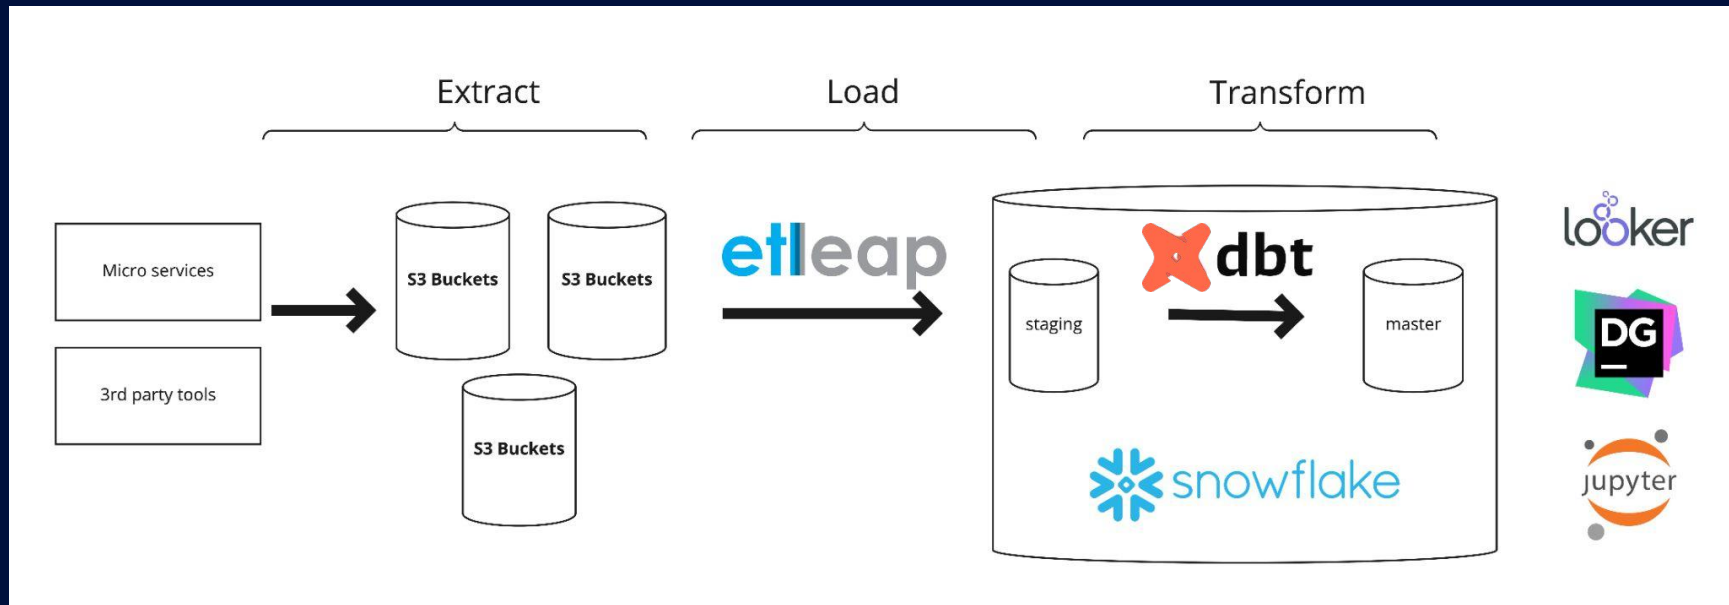 Extract
Load
Transform
Micro services
3rd party tools
S3 Buckets
S3 Buckets
S3 Buckets
etlleap
staging
dbt
master
snowflake
looker
DG
jupyter